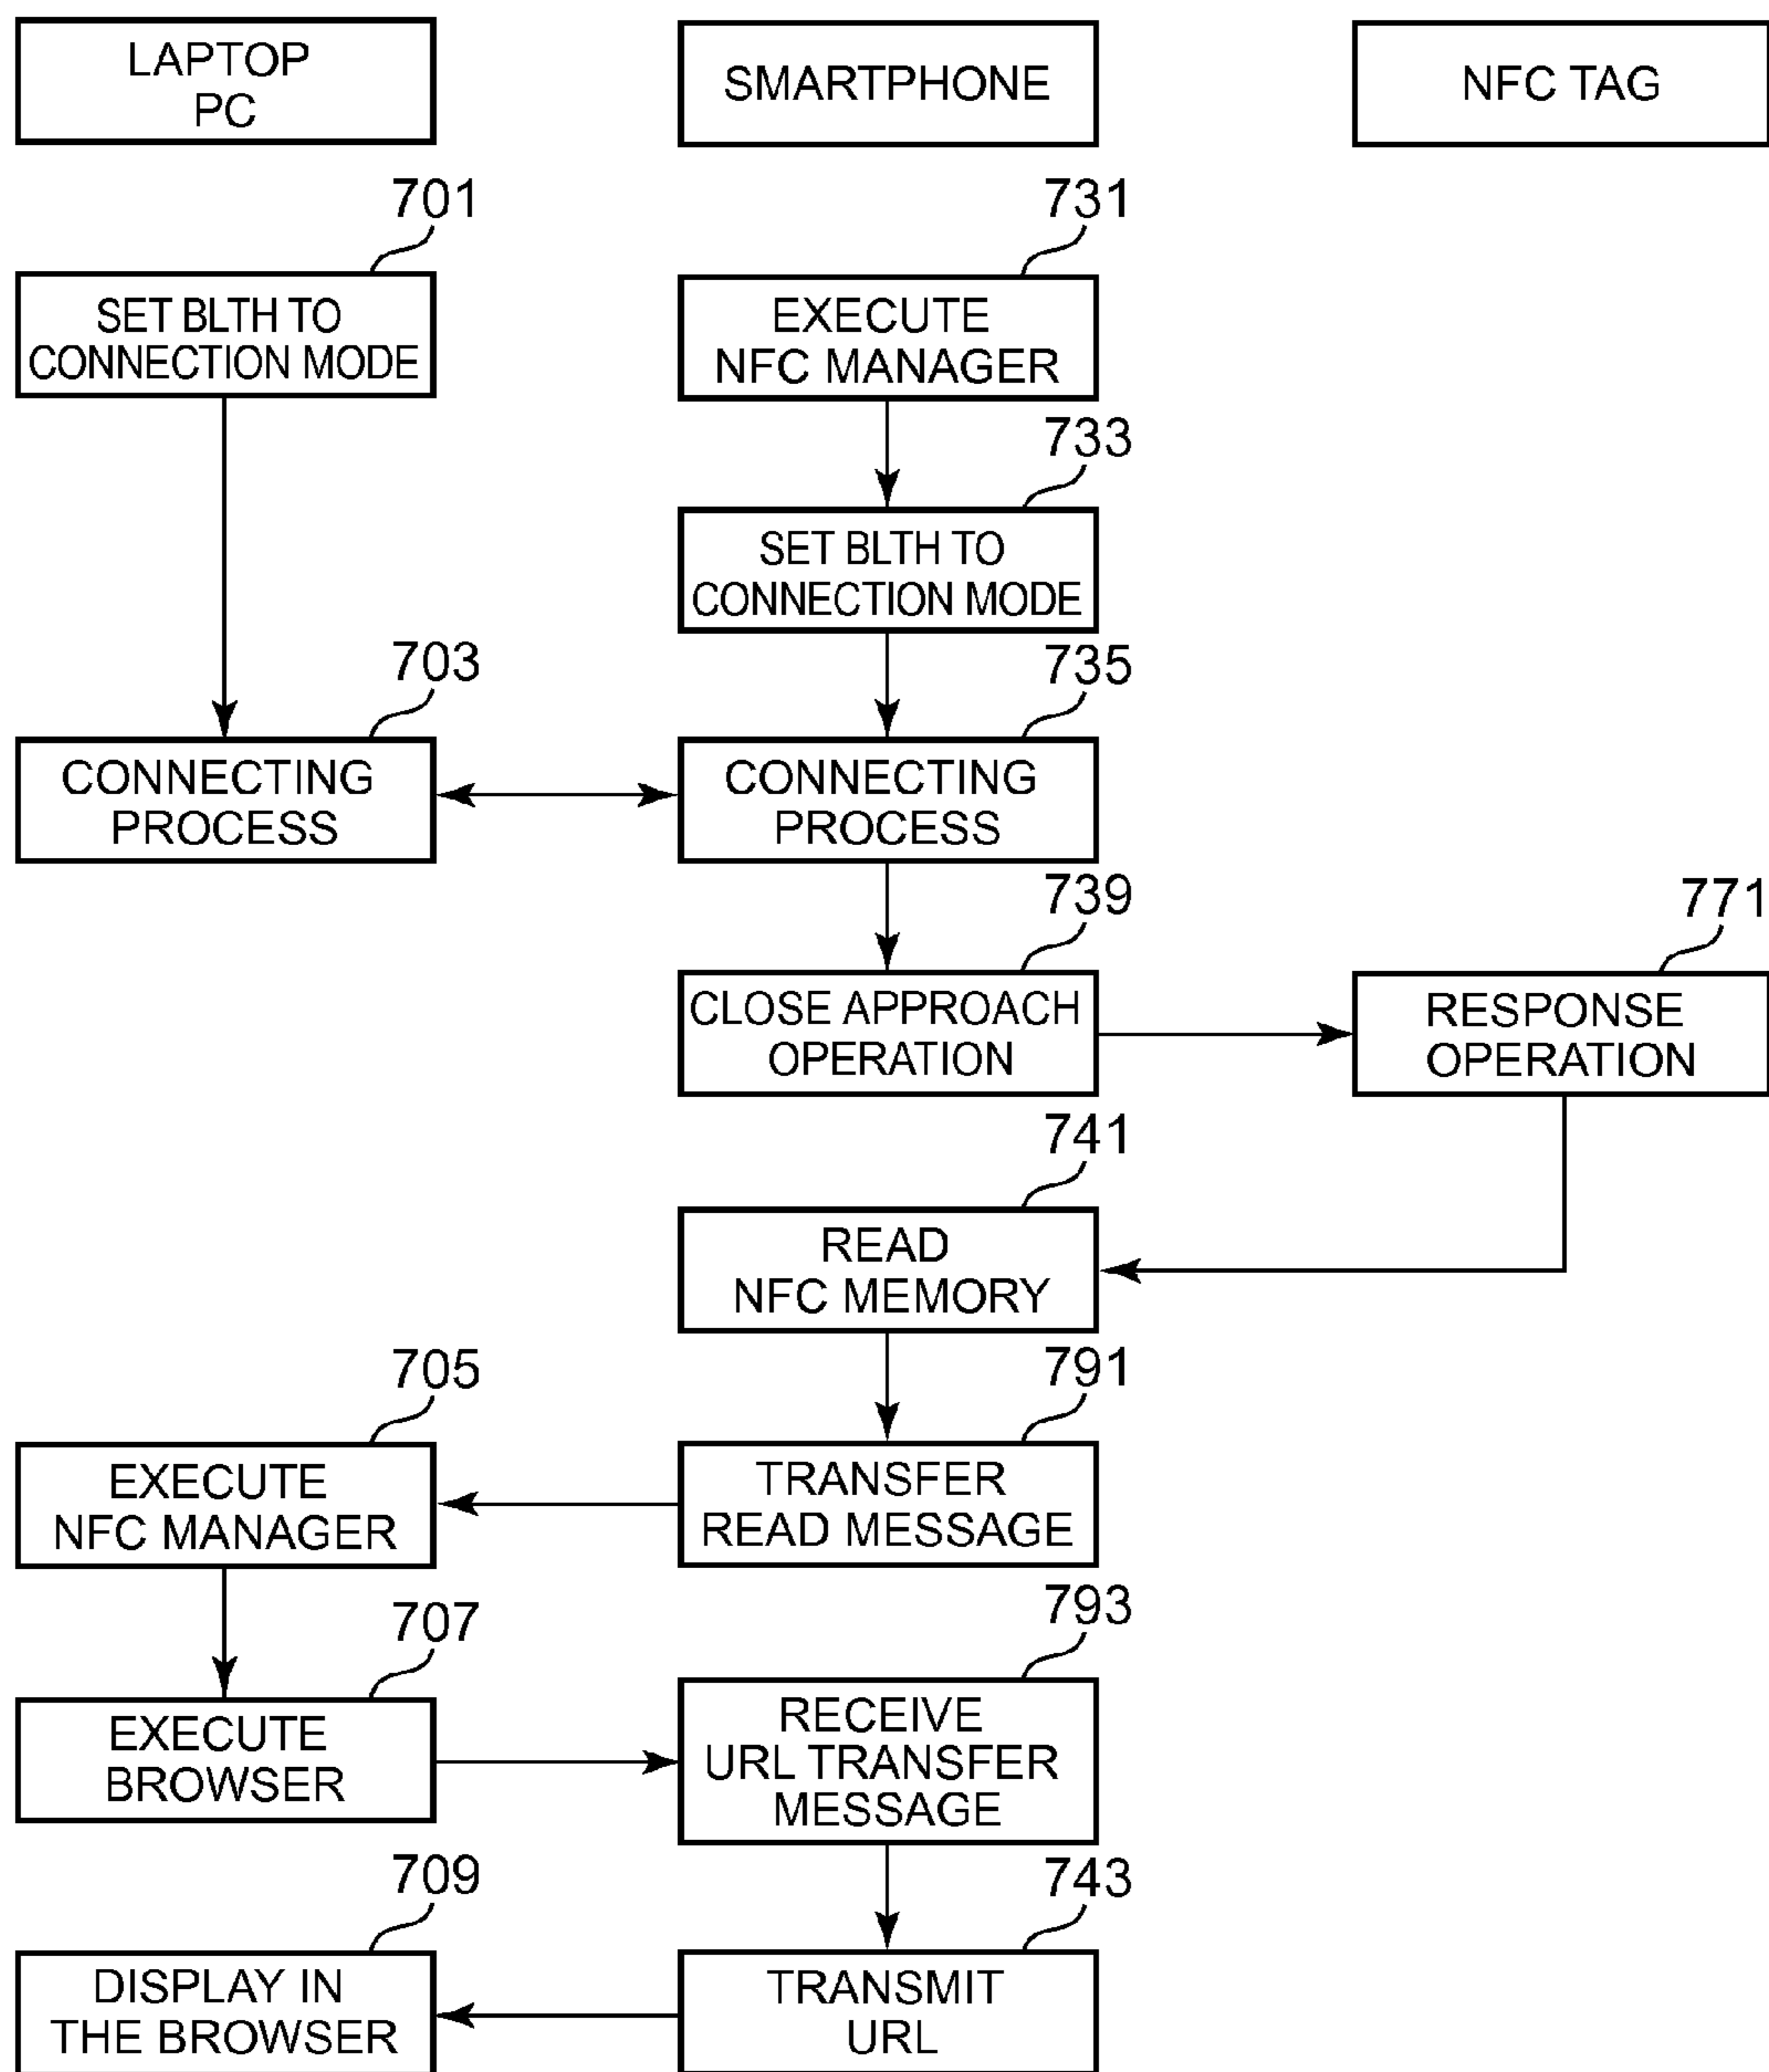 LAPTOP
PC
SMARTPHONE
NFC TAG
701
731
SET BLTH TO
CONNECTION MODE
EXECUTE
NFC MANAGER
733
SET BLTH TO
CONNECTION MODE
703
735
CONNECTING
PROCESS
CONNECTING
PROCESS
739
771
CLOSE APPROACH
OPERATION
RESPONSE
OPERATION
741
READ
NFC MEMORY
705
791
EXECUTE
NFC MANAGER
TRANSFER
READ MESSAGE
707
793
EXECUTE
BROWSER
RECEIVE
URL TRANSFER
MESSAGE
709
743
DISPLAY IN
THE BROWSER
TRANSMIT
URL